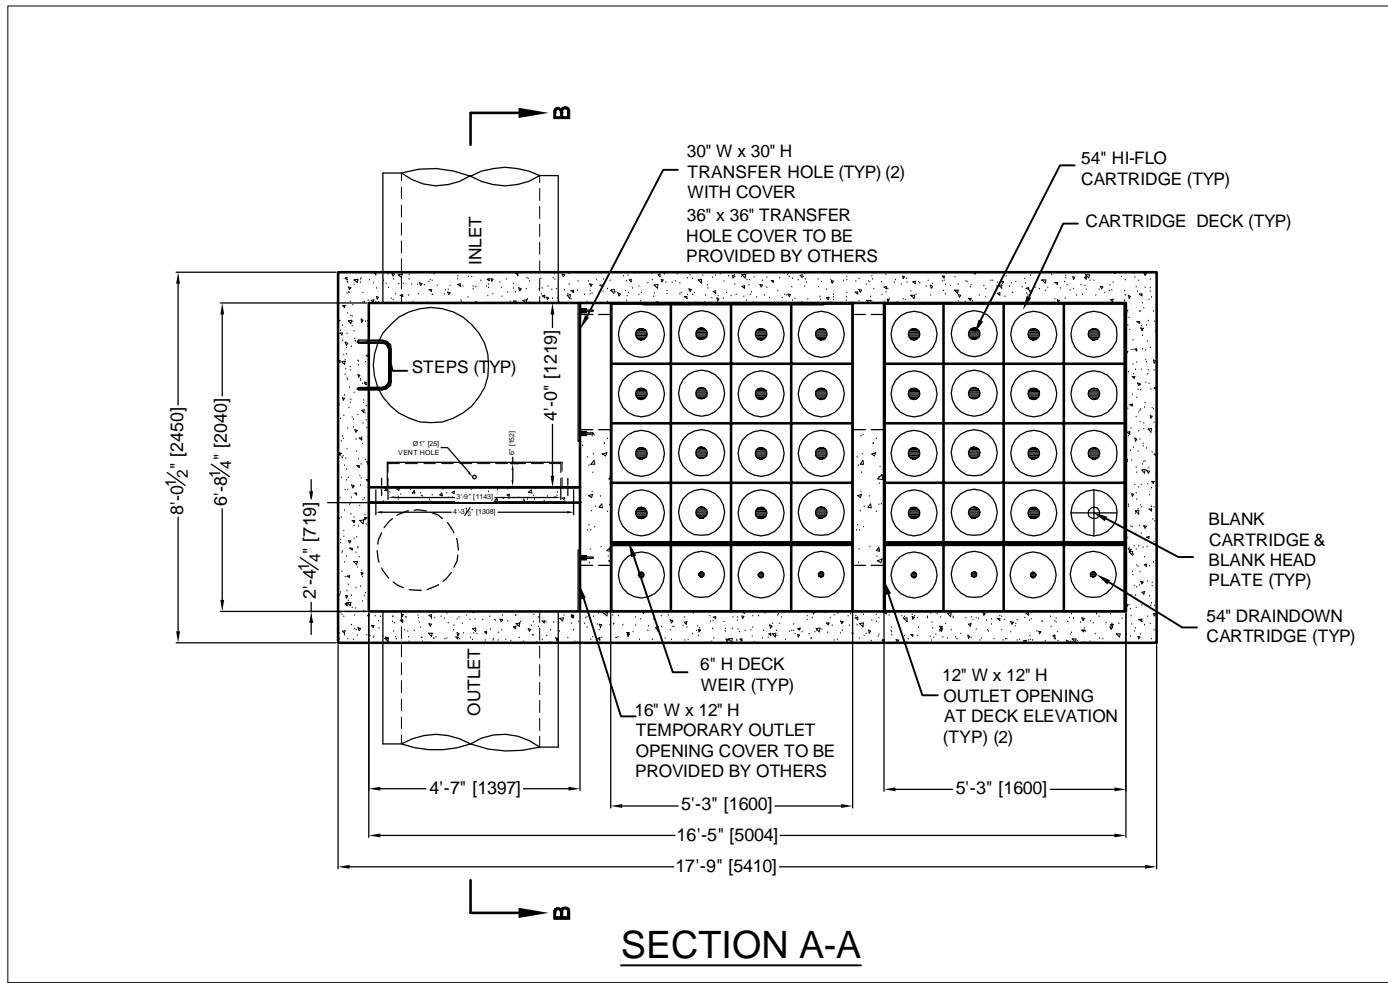 B
30" W x 30" H
TRANSFER HOLE (TYP) (2)
WITH COVER
36" x 36" TRANSFER
HOLE COVER TO BE
PROVIDED BY OTHERS
54" HI-FLO
CARTRIDGE (TYP)
CARTRIDGE DECK (TYP)
INLET
STEPS (TYP)
4'-0" [1219]
Ø1" [25]
VENT HOLE
6" [152]
3'-9" [1143]
4'-3½" [1308]
8'-0½" [2450]
6'-8¼" [2040]
2'-4¼" [719]
BLANK
CARTRIDGE &
BLANK HEAD
PLATE (TYP)
54" DRAINDOWN
CARTRIDGE (TYP)
OUTLET
6" H DECK
WEIR (TYP)
16" W x 12" H
TEMPORARY OUTLET
OPENING COVER TO BE
PROVIDED BY OTHERS
12" W x 12" H
OUTLET OPENING
AT DECK ELEVATION
(TYP) (2)
4'-7" [1397]
5'-3" [1600]
5'-3" [1600]
16'-5" [5004]
17'-9" [5410]
B
SECTION A-A